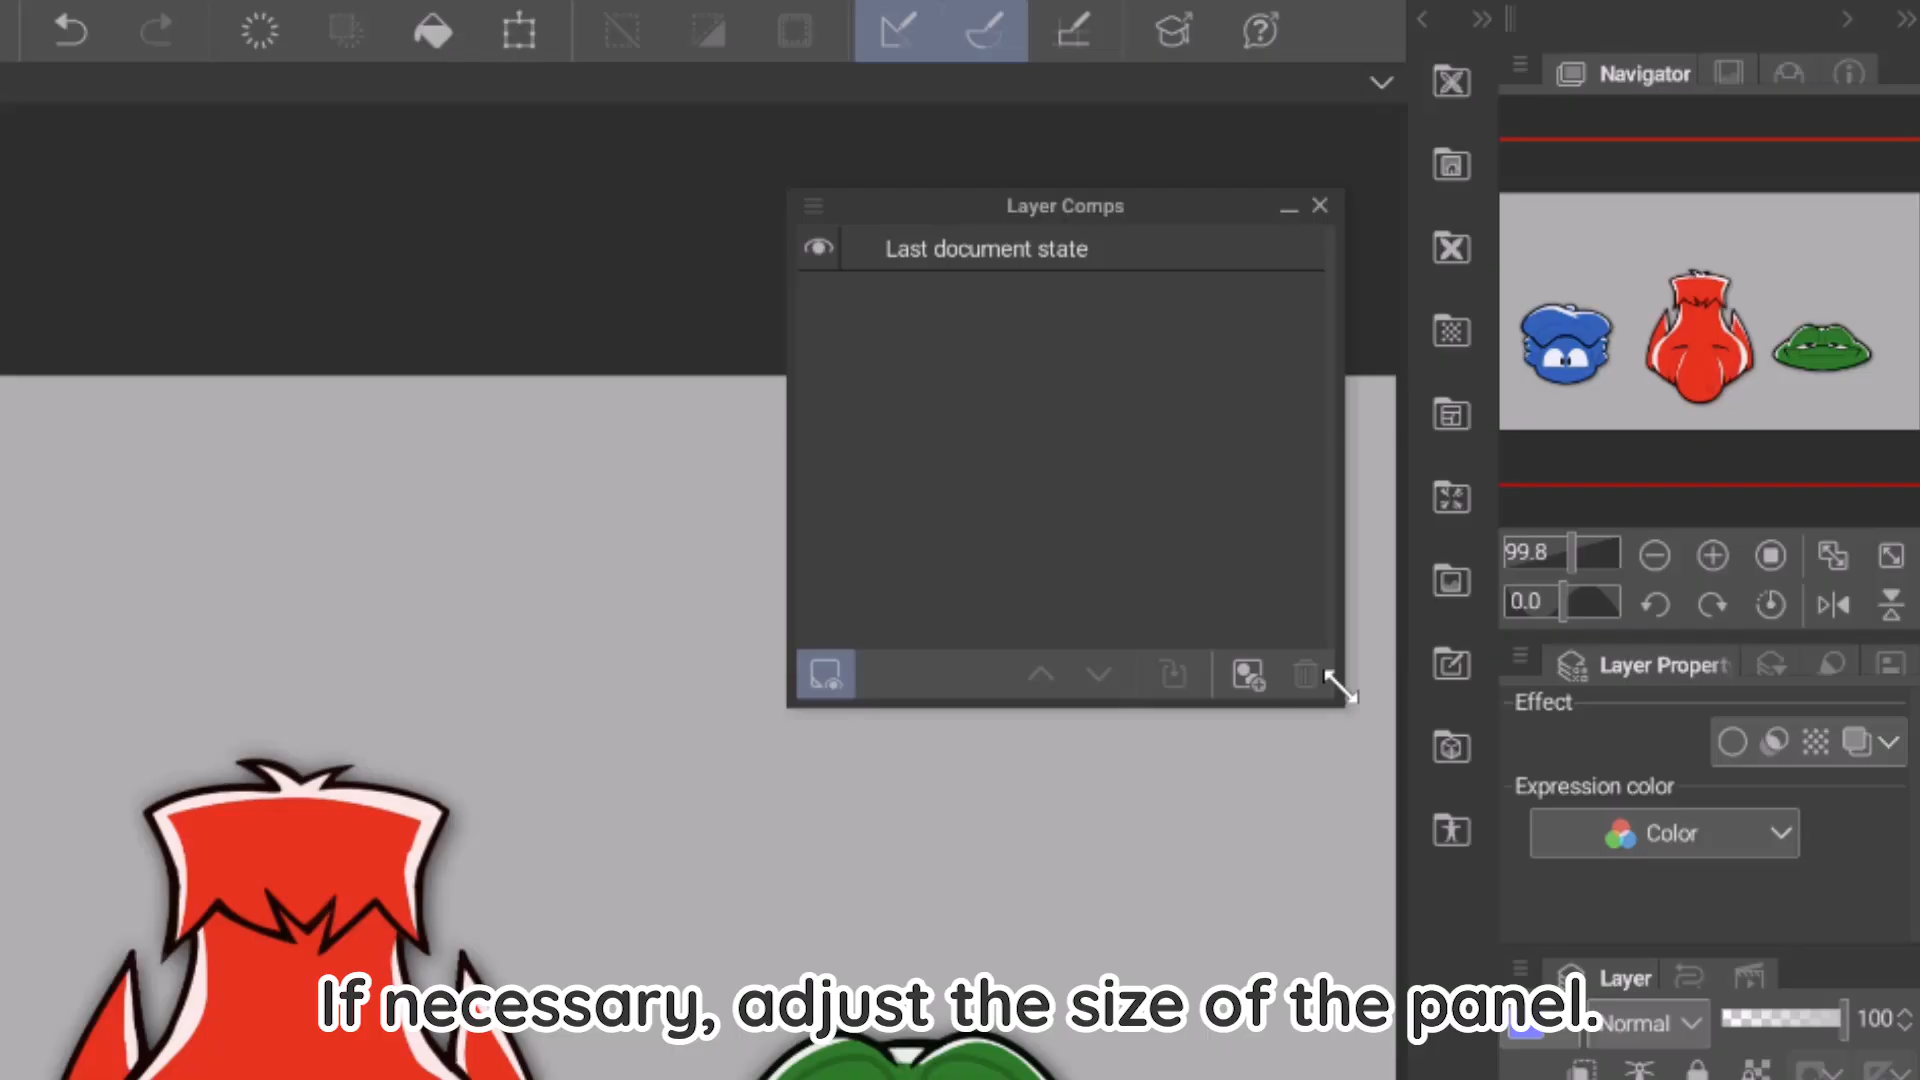 Navigator
Layer Comps
Last document state
99.8
0.0
Layer Propert
Effect
Expression color
Color
Layer
Normal
100
If necessary, adjust the size of the panel.